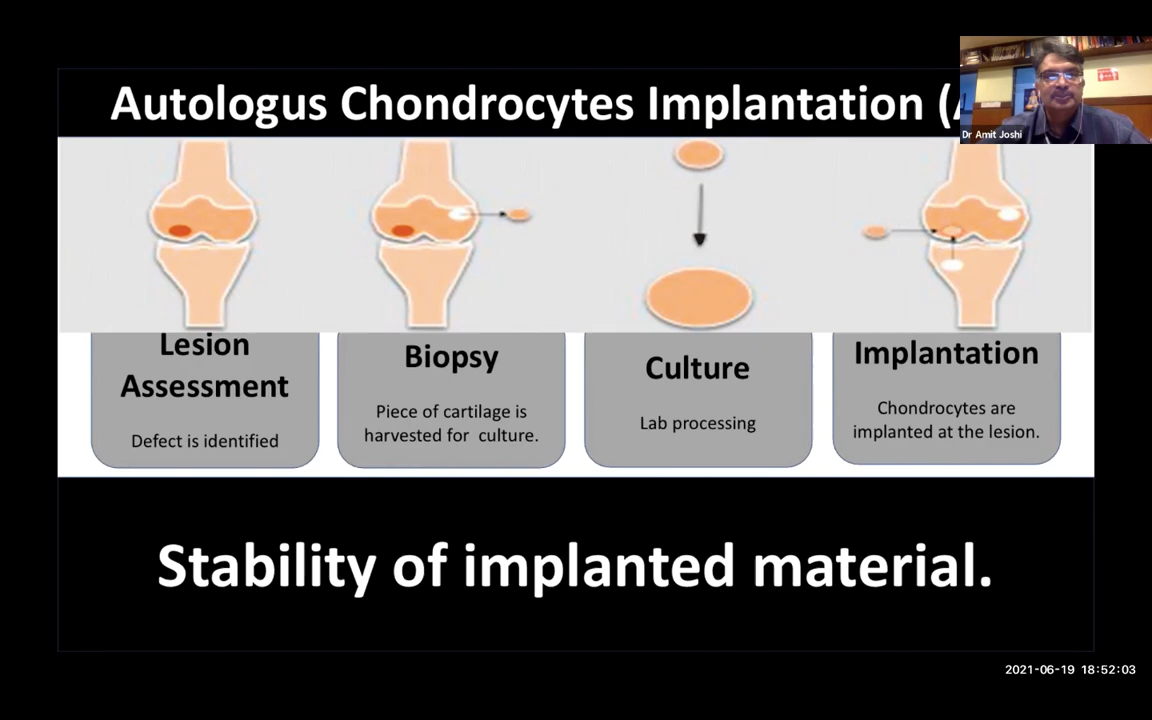 Autologus Chondrocytes Implantation (
Dr Amit Joshi
Lesion
Assessment
Defect is identified
Biopsy
Piece of cartilage is
harvested for culture.
Culture
Lab processing
Implantation
Chondrocytes are
implanted at the lesion.
Stability of implanted material.
2021-06-19 18:52:03